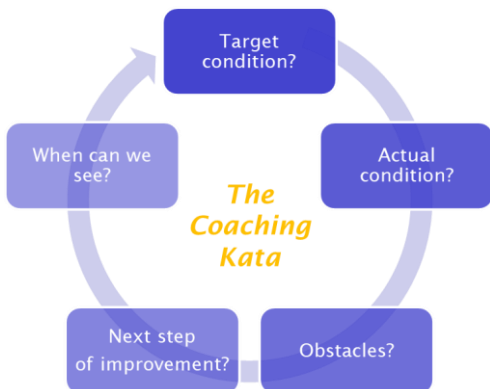 Target
condition?
Actual
condition?
Obstacles?
Next step
of improvement?
When can we
see?
The
Coaching
Kata